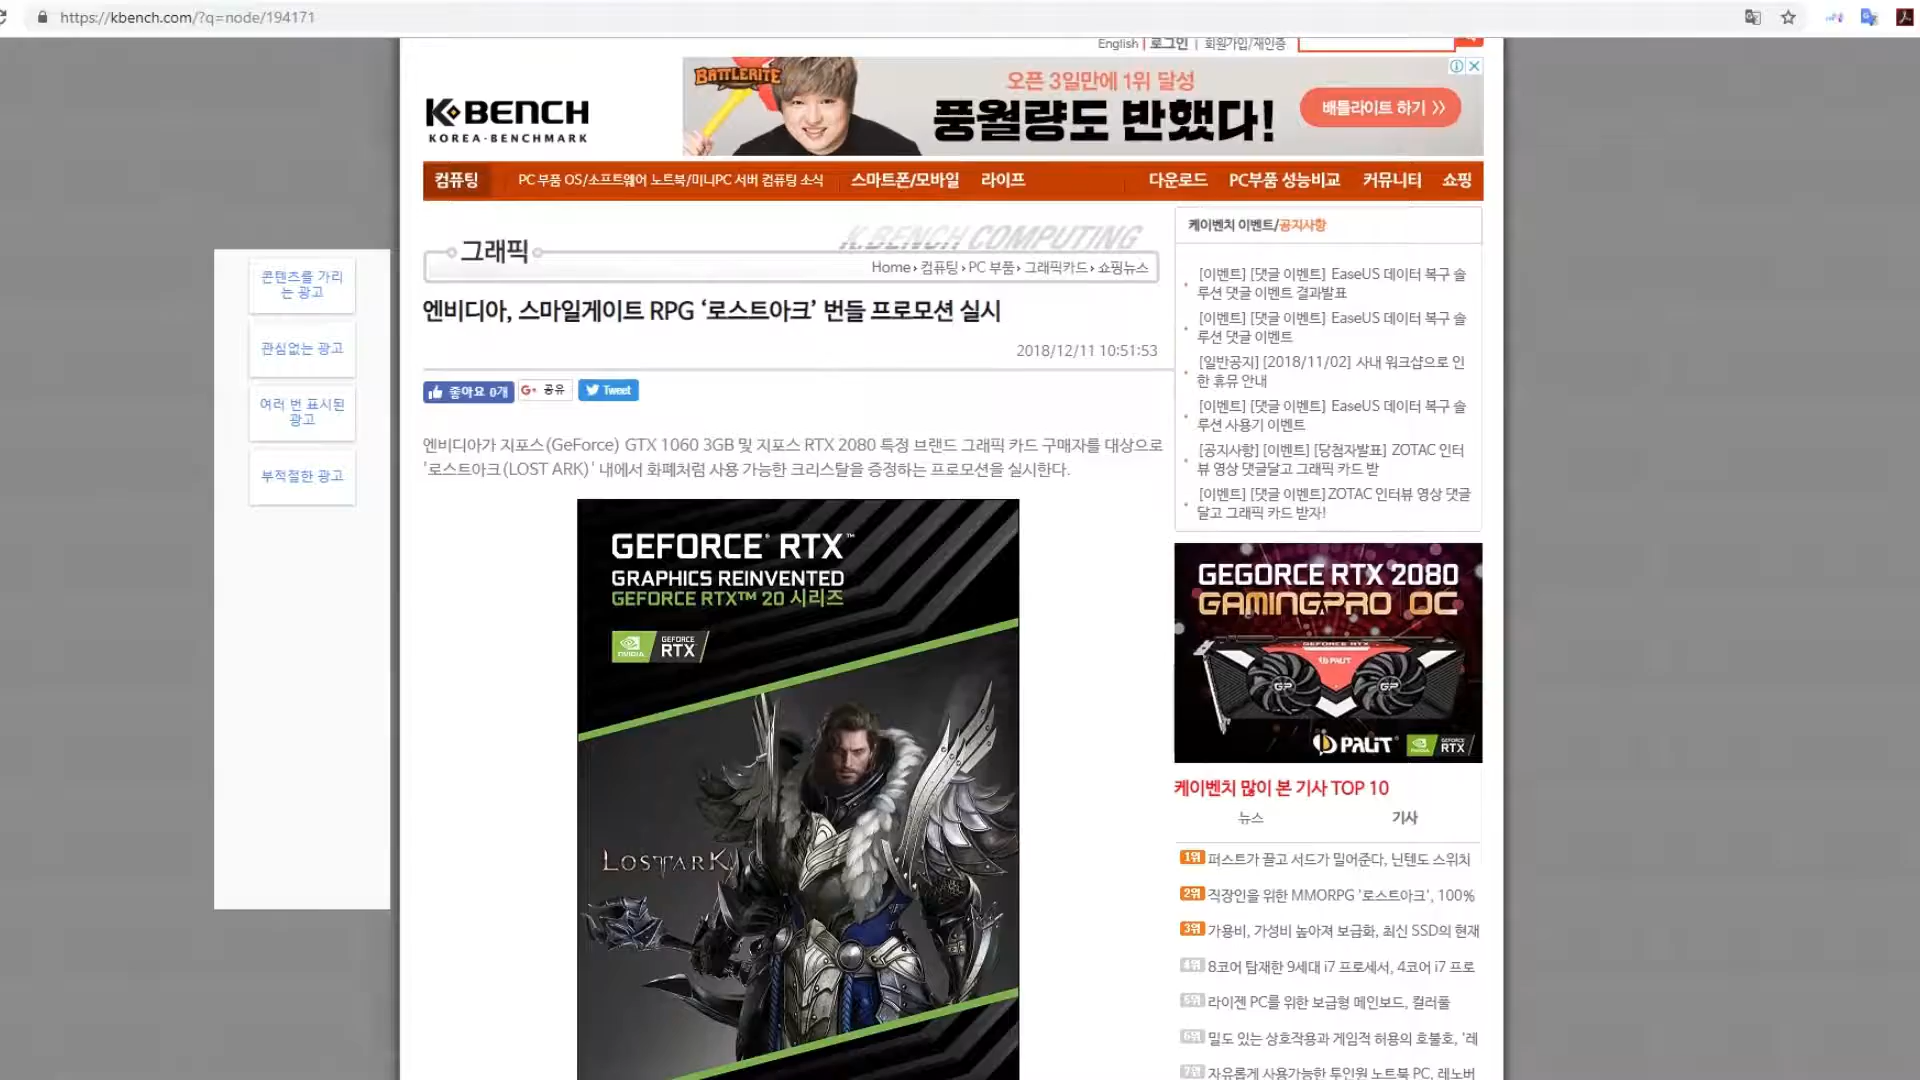 https://kbench.com/?q=node/194171
English | 로그인 | 회원가입/재인증
K BENCH
KOREA·BENCHMARK
BATTLERITE
오픈 3일만에 1위 달성
풍월량도 반했다!
배틀라이트 하기 >>
컴퓨팅 PC 부품 OS/소프트웨어 노트북/미니PC 서버 컴퓨팅 소식 스마트폰/모바일 라이프 다운로드 PC부품 성능비교 커뮤니티 쇼핑
콘텐츠를 가리
는 광고
관심없는 광고
여러 번 표시된
광고
부적절한 광고
K.BENCH COMPUTING
그래픽
Home › 컴퓨팅 › PC 부품 › 그래픽카드 › 쇼핑뉴스
엔비디아, 스마일게이트 RPG ‘로스트아크’ 번들 프로모션 실시
2018/12/11 10:51:53
좋아요 0개 G+ 공유 Tweet
엔비디아가 지포스(GeForce) GTX 1060 3GB 및 지포스 RTX 2080 특정 브랜드 그래픽 카드 구매자를 대상으로
'로스트아크(LOST ARK)' 내에서 화폐처럼 사용 가능한 크리스탈을 증정하는 프로모션을 실시한다.
GEFORCE® RTX™
GRAPHICS REINVENTED
GEFORCE RTX™ 20 시리즈
NVIDIA
GEFORCE
RTX
LOST ARK
케이벤치 이벤트/공지사항
[이벤트] [댓글 이벤트] EaseUS 데이터 복구 솔
루션 댓글 이벤트 결과발표
[이벤트] [댓글 이벤트] EaseUS 데이터 복구 솔
루션 댓글 이벤트
[일반공지] [2018/11/02] 사내 워크샵으로 인
한 휴뮤 안내
[이벤트] [댓글 이벤트] EaseUS 데이터 복구 솔
루션 사용기 이벤트
[공지사항] [이벤트] [당첨자발표] ZOTAC 인터
뷰 영상 댓글달고 그래픽 카드 받
[이벤트] [댓글 이벤트]ZOTAC 인터뷰 영상 댓글
달고 그래픽 카드 받자!
GEGORCE RTX 2080
GAMINGPRO OC
GEFORCE RTX
PALIT
GP GP
PALIT
GEFORCE
RTX
케이벤치 많이 본 기사 TOP 10
뉴스 기사
1위 퍼스트가 끌고 서드가 밀어준다, 닌텐도 스위치
2위 직장인을 위한 MMORPG '로스트아크', 100%
3위 가용비, 가성비 높아져 보급화, 최신 SSD의 현재
4위 8코어 탑재한 9세대 i7 프로세서, 4코어 i7 프로
5위 라이젠 PC를 위한 보급형 메인보드, 컬러풀
6위 밀도 있는 상호작용과 게임적 허용의 호불호, '레
7위 자유롭게 사용가능한 투인원 노트북 PC, 레노버